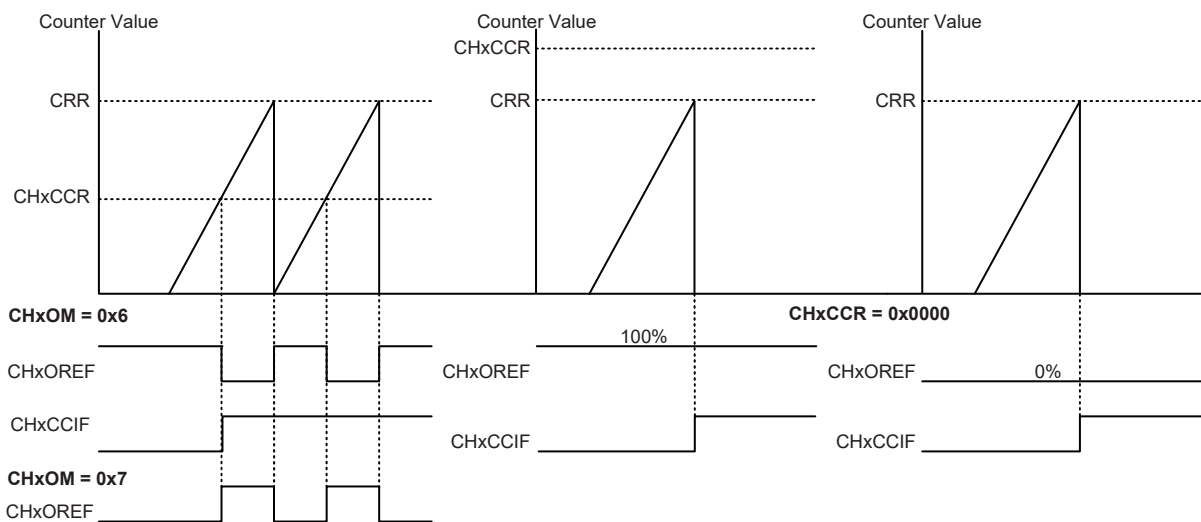 Counter Value
CRR
CHxCCR
CHxOM = 0x6
CHxOREF
CHxCCIF
CHxOM = 0x7
CHxOREF
Counter Value
CHxCCR
CRR
100%
CHxOREF
CHxCCIF
Counter Value
CRR
CHxCCR = 0x0000
CHxOREF
0%
CHxCCIF